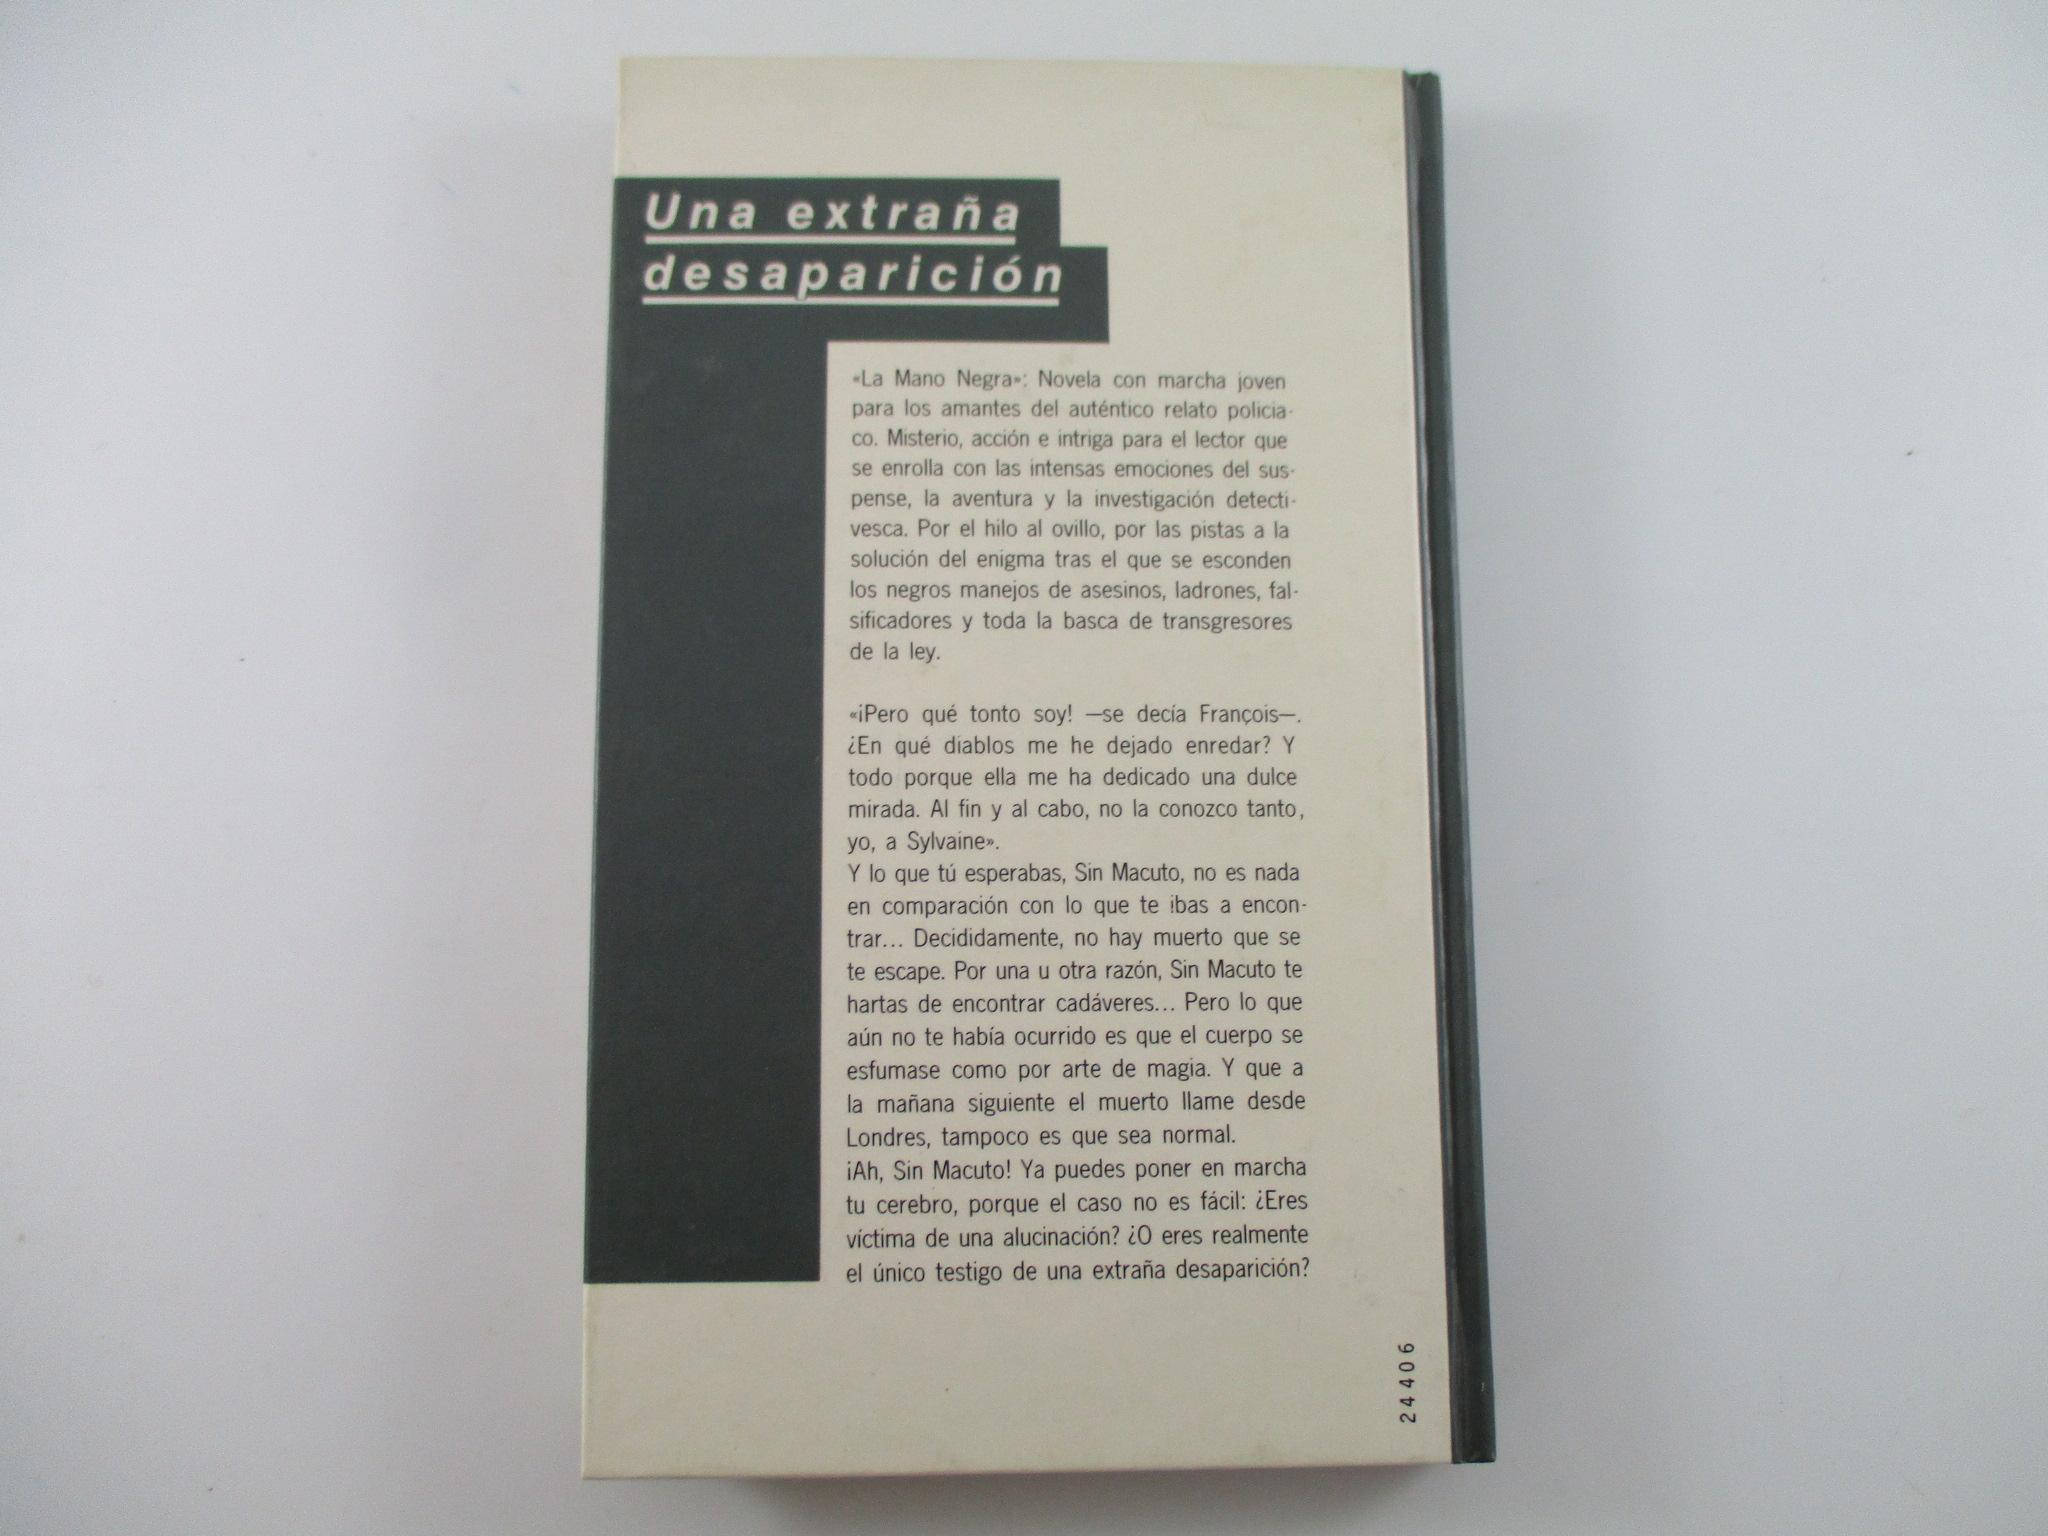 Una extraña
desaparición
«La Mano Negra»: Novela con marcha joven
para los amantes del auténtico relato policia-
co. Misterio, acción e intriga para el lector que
se enrolla con las intensas emociones del sus-
pense, la aventura y la investigación detecti-
vesca. Por el hilo al ovillo, por las pistas a la
solución del enigma tras el que se esconden
los negros manejos de asesinos, ladrones, fal-
sificadores y toda la basca de transgresores
de la ley.
«¡Pero qué tonto soy! —se decía François—.
¿En qué diablos me he dejado enredar? Y
todo porque ella me ha dedicado una dulce
mirada. Al fin y al cabo, no la conozco tanto,
yo, a Sylvaine».
Y lo que tú esperabas, Sin Macuto, no es nada
en comparación con lo que te ibas a encon-
trar... Decididamente, no hay muerto que se
te escape. Por una u otra razón, Sin Macuto te
hartas de encontrar cadáveres... Pero lo que
aún no te había ocurrido es que el cuerpo se
esfumase como por arte de magia. Y que a
la mañana siguiente el muerto llame desde
Londres, tampoco es que sea normal.
¡Ah, Sin Macuto! Ya puedes poner en marcha
tu cerebro, porque el caso no es fácil: ¿Eres
víctima de una alucinación? ¿O eres realmente
el único testigo de una extraña desaparición?
24406